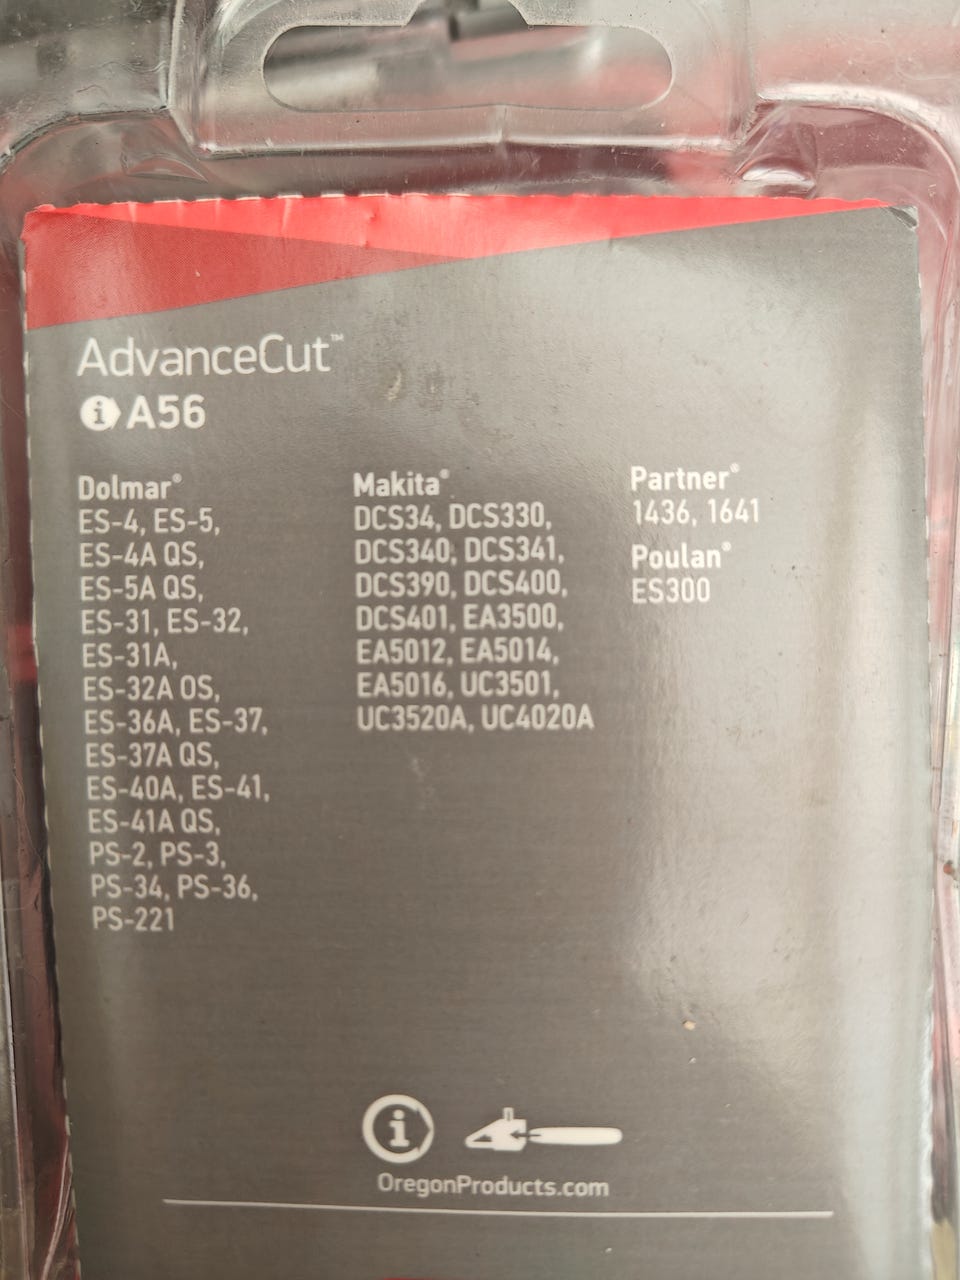 AdvanceCut™
i A56
Dolmar®
ES-4, ES-5,
ES-4A QS,
ES-5A QS,
ES-31, ES-32,
ES-31A,
ES-32A OS,
ES-36A, ES-37,
ES-37A QS,
ES-40A, ES-41,
ES-41A QS,
PS-2, PS-3,
PS-34, PS-36,
PS-221
Makita®
DCS34, DCS330,
DCS340, DCS341,
DCS390, DCS400,
DCS401, EA3500,
EA5012, EA5014,
EA5016, UC3501,
UC3520A, UC4020A
Partner®
1436, 1641
Poulan®
ES300
i
OregonProducts.com